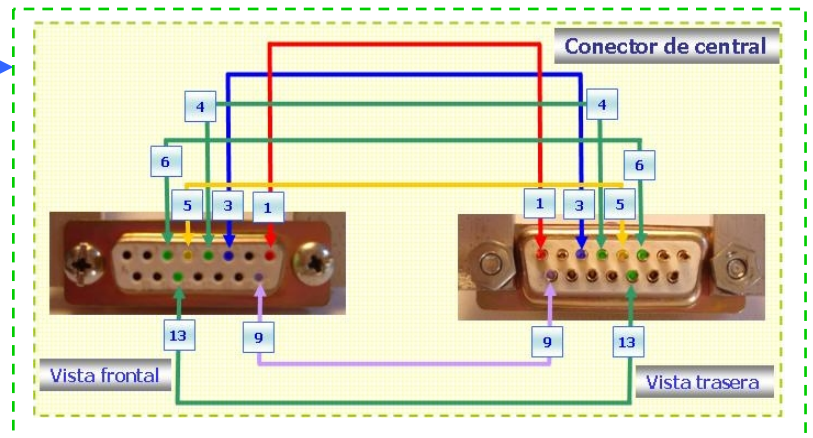 Conector de central
4 4
6 6
5 3 1 1 3 5
13 9 9 13
Vista frontal
Vista trasera